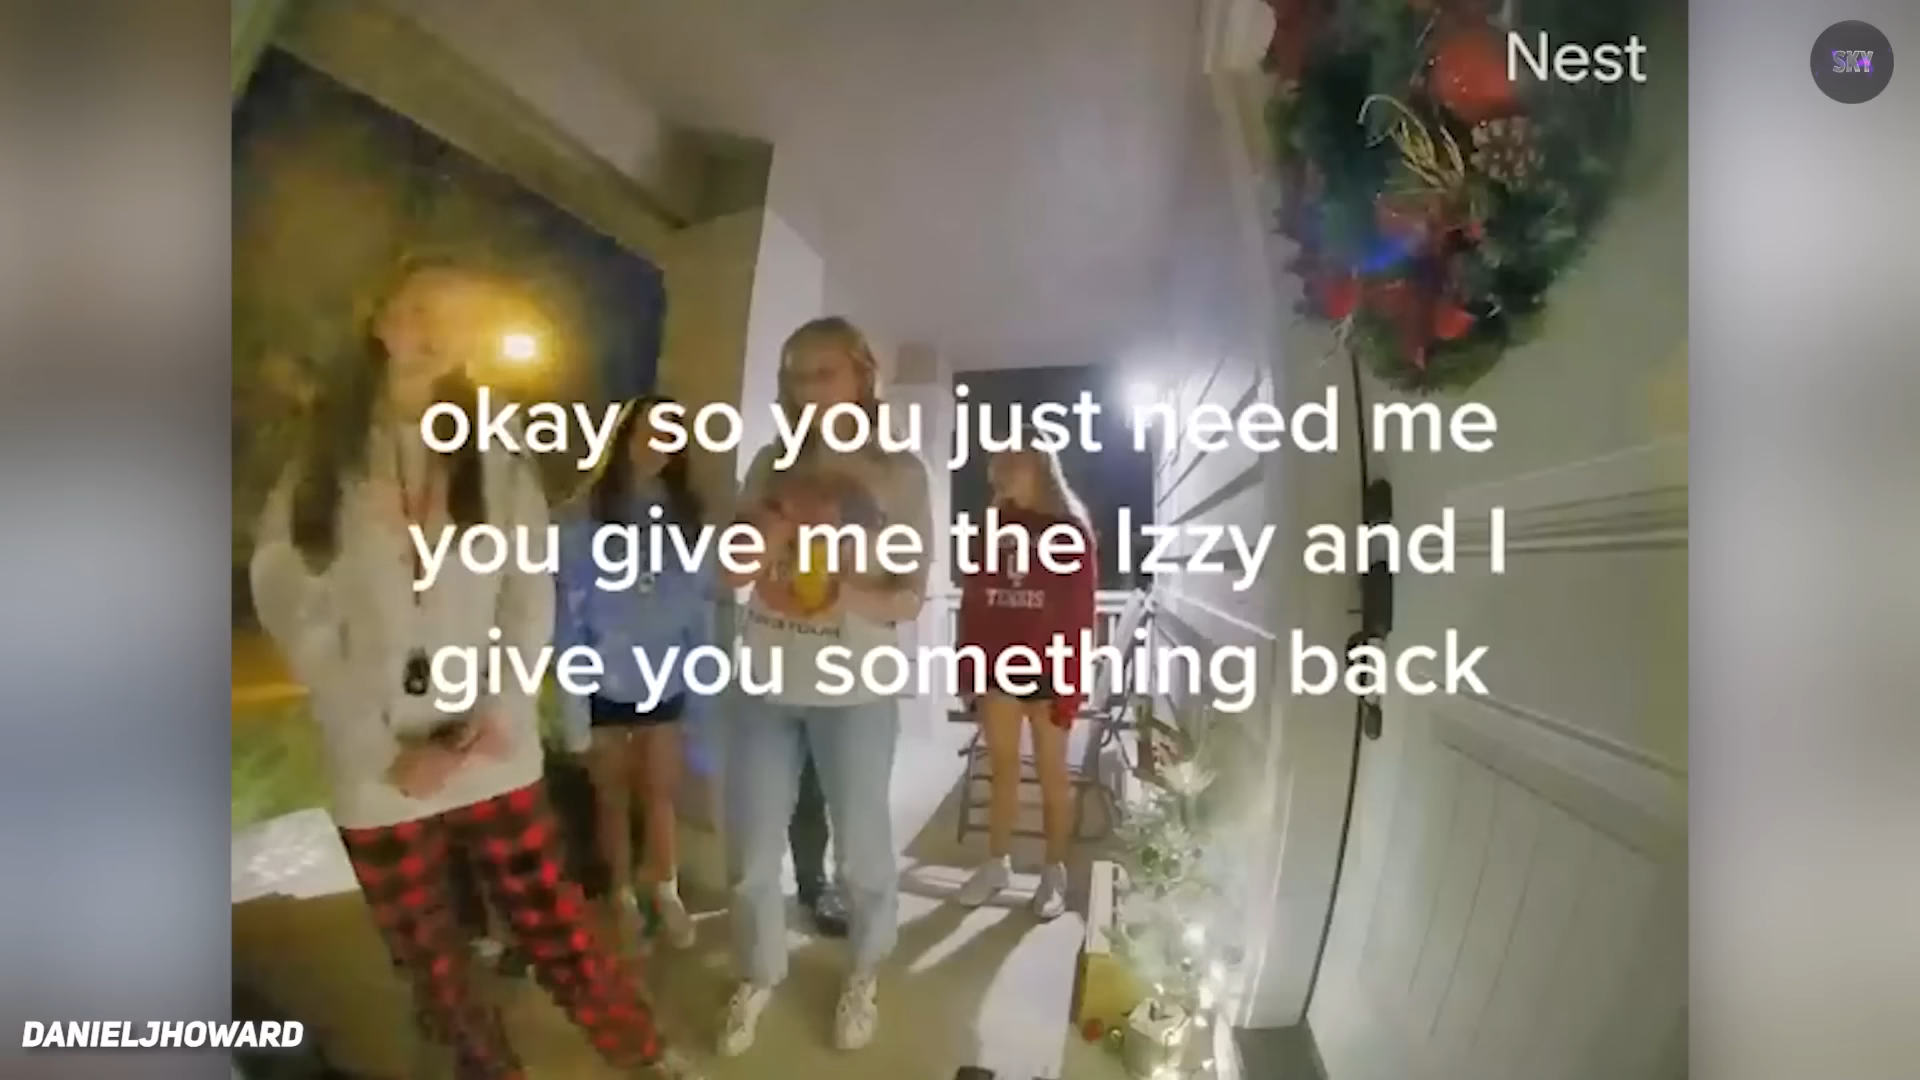 Nest
SKY
okay so you just need me
you give me the Izzy and I
give you something back
TENNIS
DANIELJHOWARD